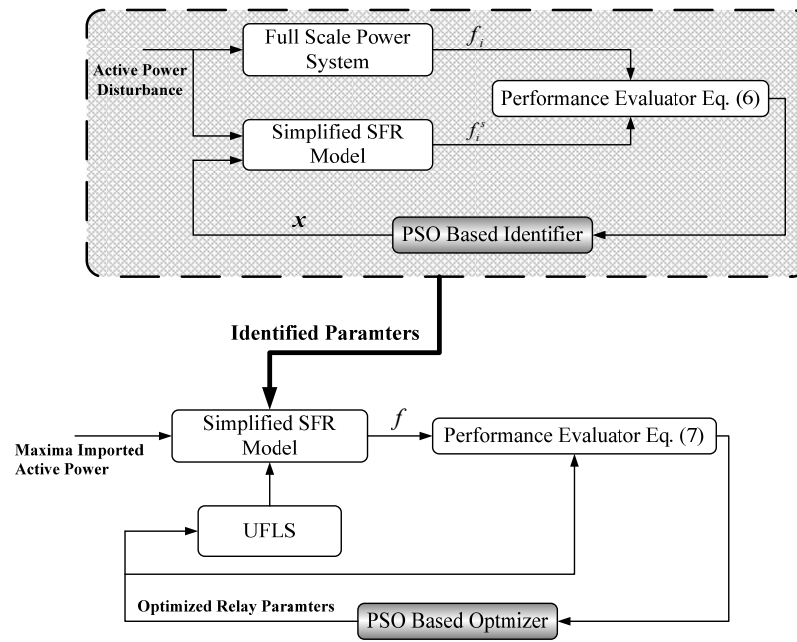 Full Scale Power
System
f_i
Active Power
Disturbance
Performance Evaluator Eq. (6)
Simplified SFR
Model
f_i^s
x
PSO Based Identifier
Identified Paramters
Simplified SFR
Model
f
Performance Evaluator Eq. (7)
Maxima Imported
Active Power
UFLS
Optimized Relay Paramters
PSO Based Optmizer